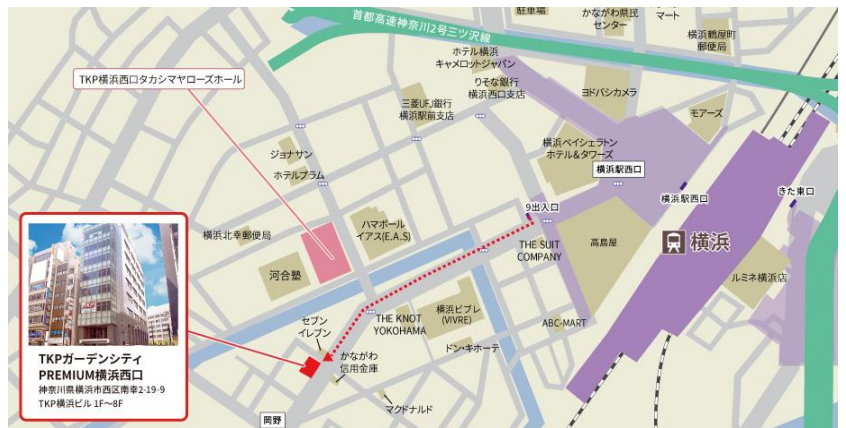 首都高速神奈川2号三ツ沢線
駐車場
かながわ県民
センター
マート
横浜鶴屋町
郵便局
ホテル横浜
キャメロットジャパン
りそな銀行
横浜西口支店
TKP横浜西口タカシマヤローズホール
三菱UFJ銀行
横浜駅前支店
ヨドバシカメラ
モアーズ
ジョナサン
ホテルプラム
横浜ベイシェラトン
ホテル&タワーズ
横浜駅西口
横浜駅西口
きた東口
9出入口
横浜北幸郵便局
ハマボール
イアス(E.A.S)
THE SUIT
COMPANY
高島屋
横浜
河合塾
ルミネ横浜店
セブン
イレブン
THE KNOT
YOKOHAMA
横浜ビブレ
(VIVRE)
ABC-MART
ドン・キホーテ
かながわ
信用金庫
マクドナルド
岡野
TKPガーデンシティ
PREMIUM横浜西口
神奈川県横浜市西区南幸2-19-9
TKP横浜ビル 1F〜8F